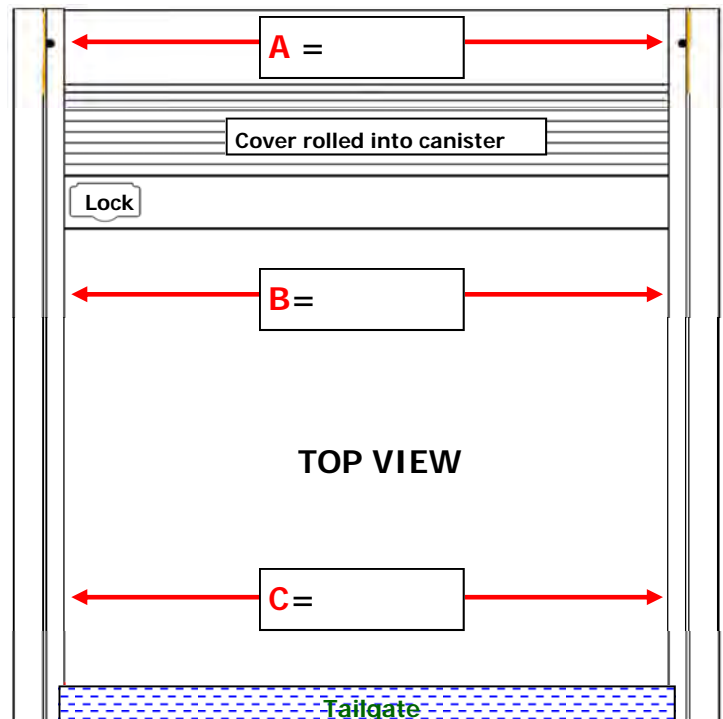 A =
Cover rolled into canister
Lock
B=
TOP VIEW
C=
Tailgate